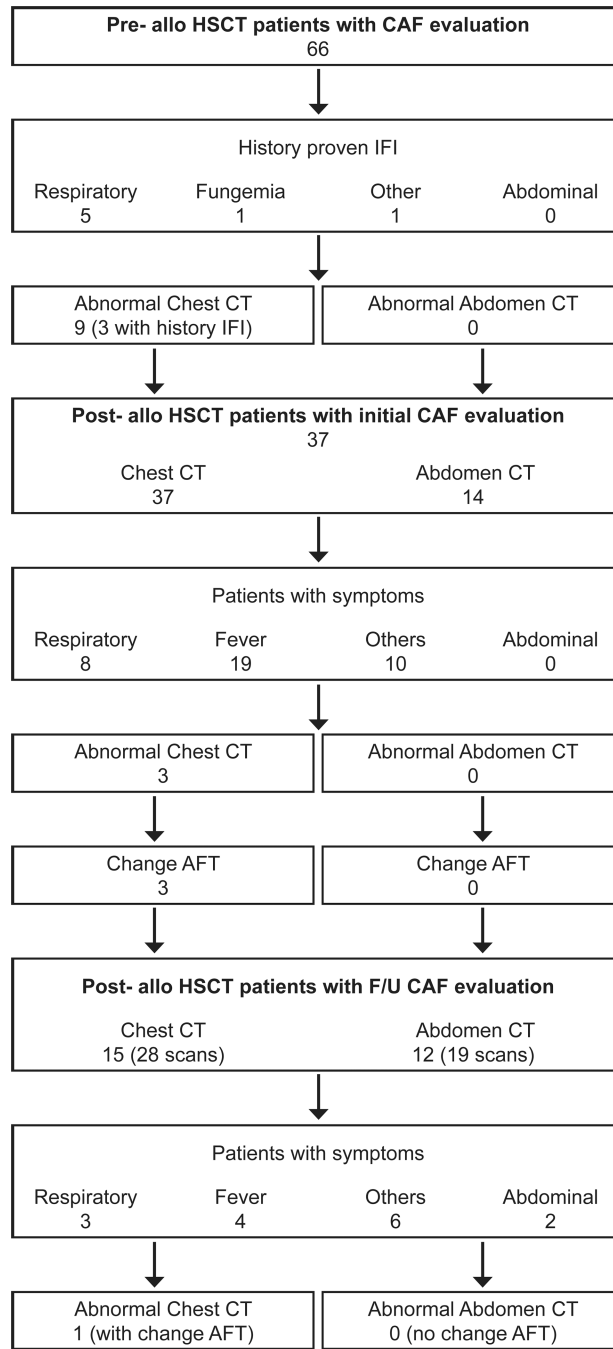 Pre- allo HSCT patients with CAF evaluation
66
History proven IFI
Respiratory Fungemia Other Abdominal
5 1 1 0
Abnormal Chest CT
9 (3 with history IFI)
Abnormal Abdomen CT
0
Post- allo HSCT patients with initial CAF evaluation
37
Chest CT Abdomen CT
37 14
Patients with symptoms
Respiratory Fever Others Abdominal
8 19 10 0
Abnormal Chest CT
3
Abnormal Abdomen CT
0
Change AFT
3
Change AFT
0
Post- allo HSCT patients with F/U CAF evaluation
Chest CT Abdomen CT
15 (28 scans) 12 (19 scans)
Patients with symptoms
Respiratory Fever Others Abdominal
3 4 6 2
Abnormal Chest CT
1 (with change AFT)
Abnormal Abdomen CT
0 (no change AFT)